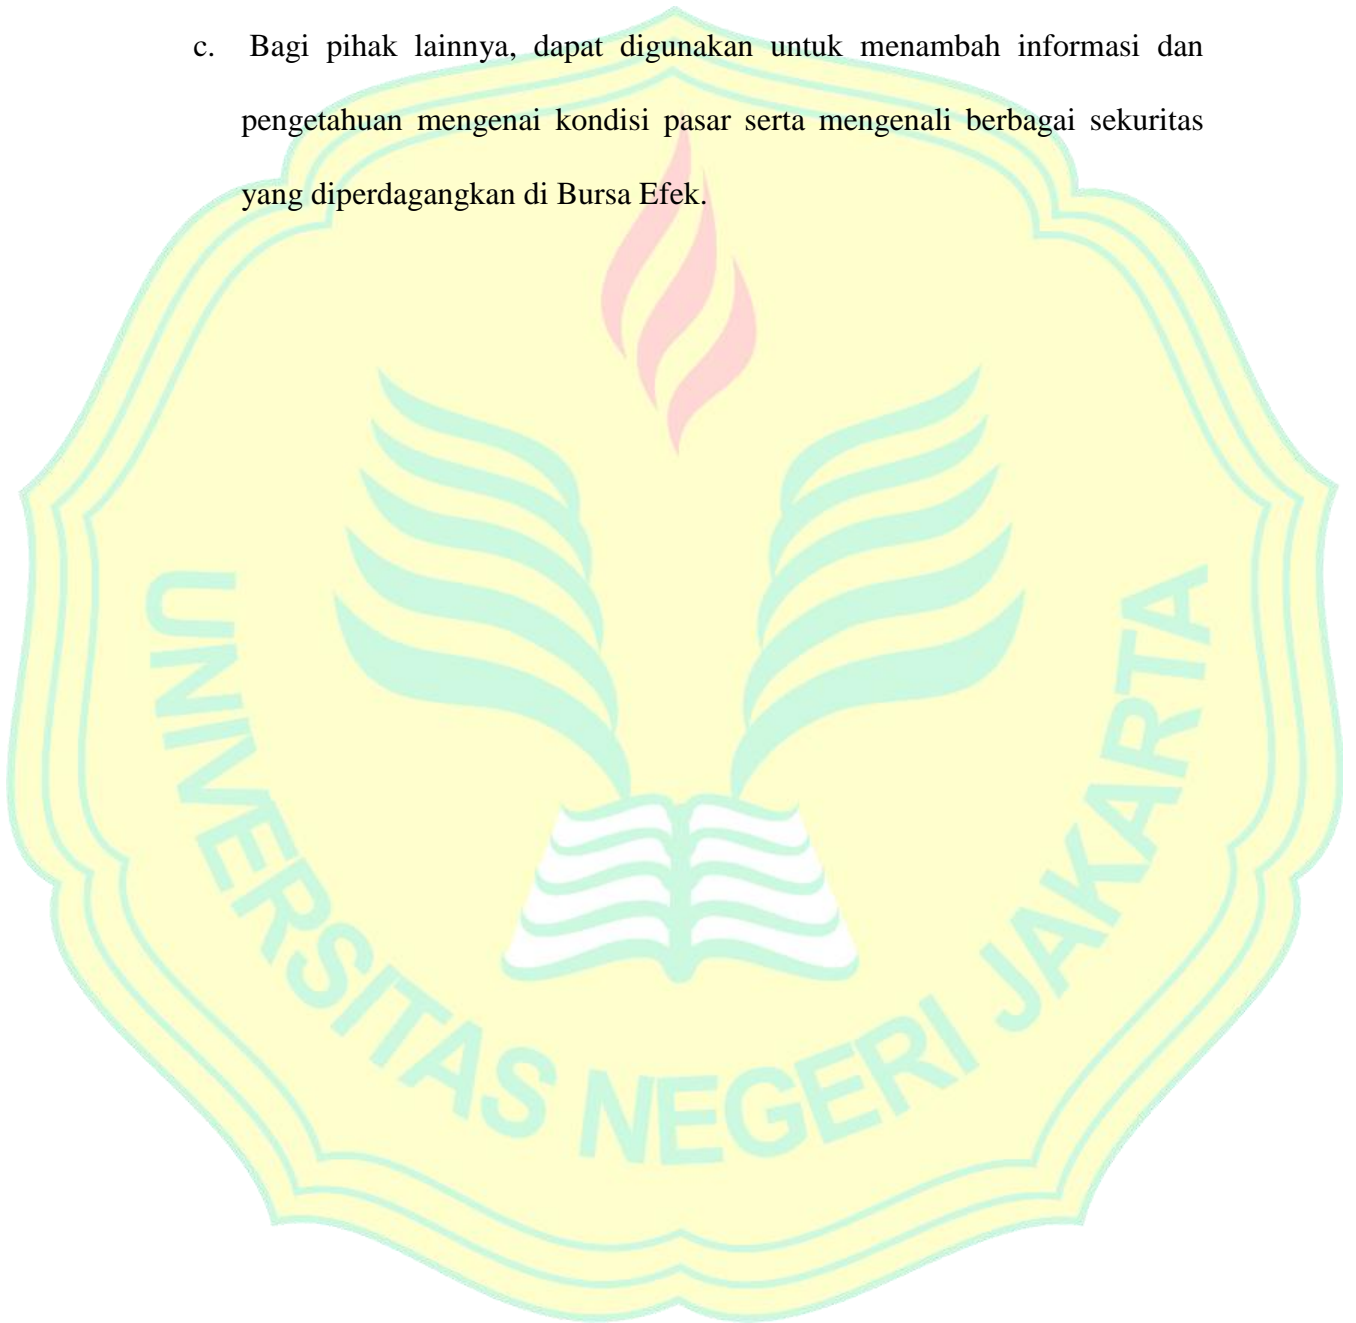 c. Bagi pihak lainnya, dapat digunakan untuk menambah informasi dan
pengetahuan mengenai kondisi pasar serta mengenali berbagai sekuritas
yang diperdagangkan di Bursa Efek.
UNIVERSITAS NEGERI JAKARTA